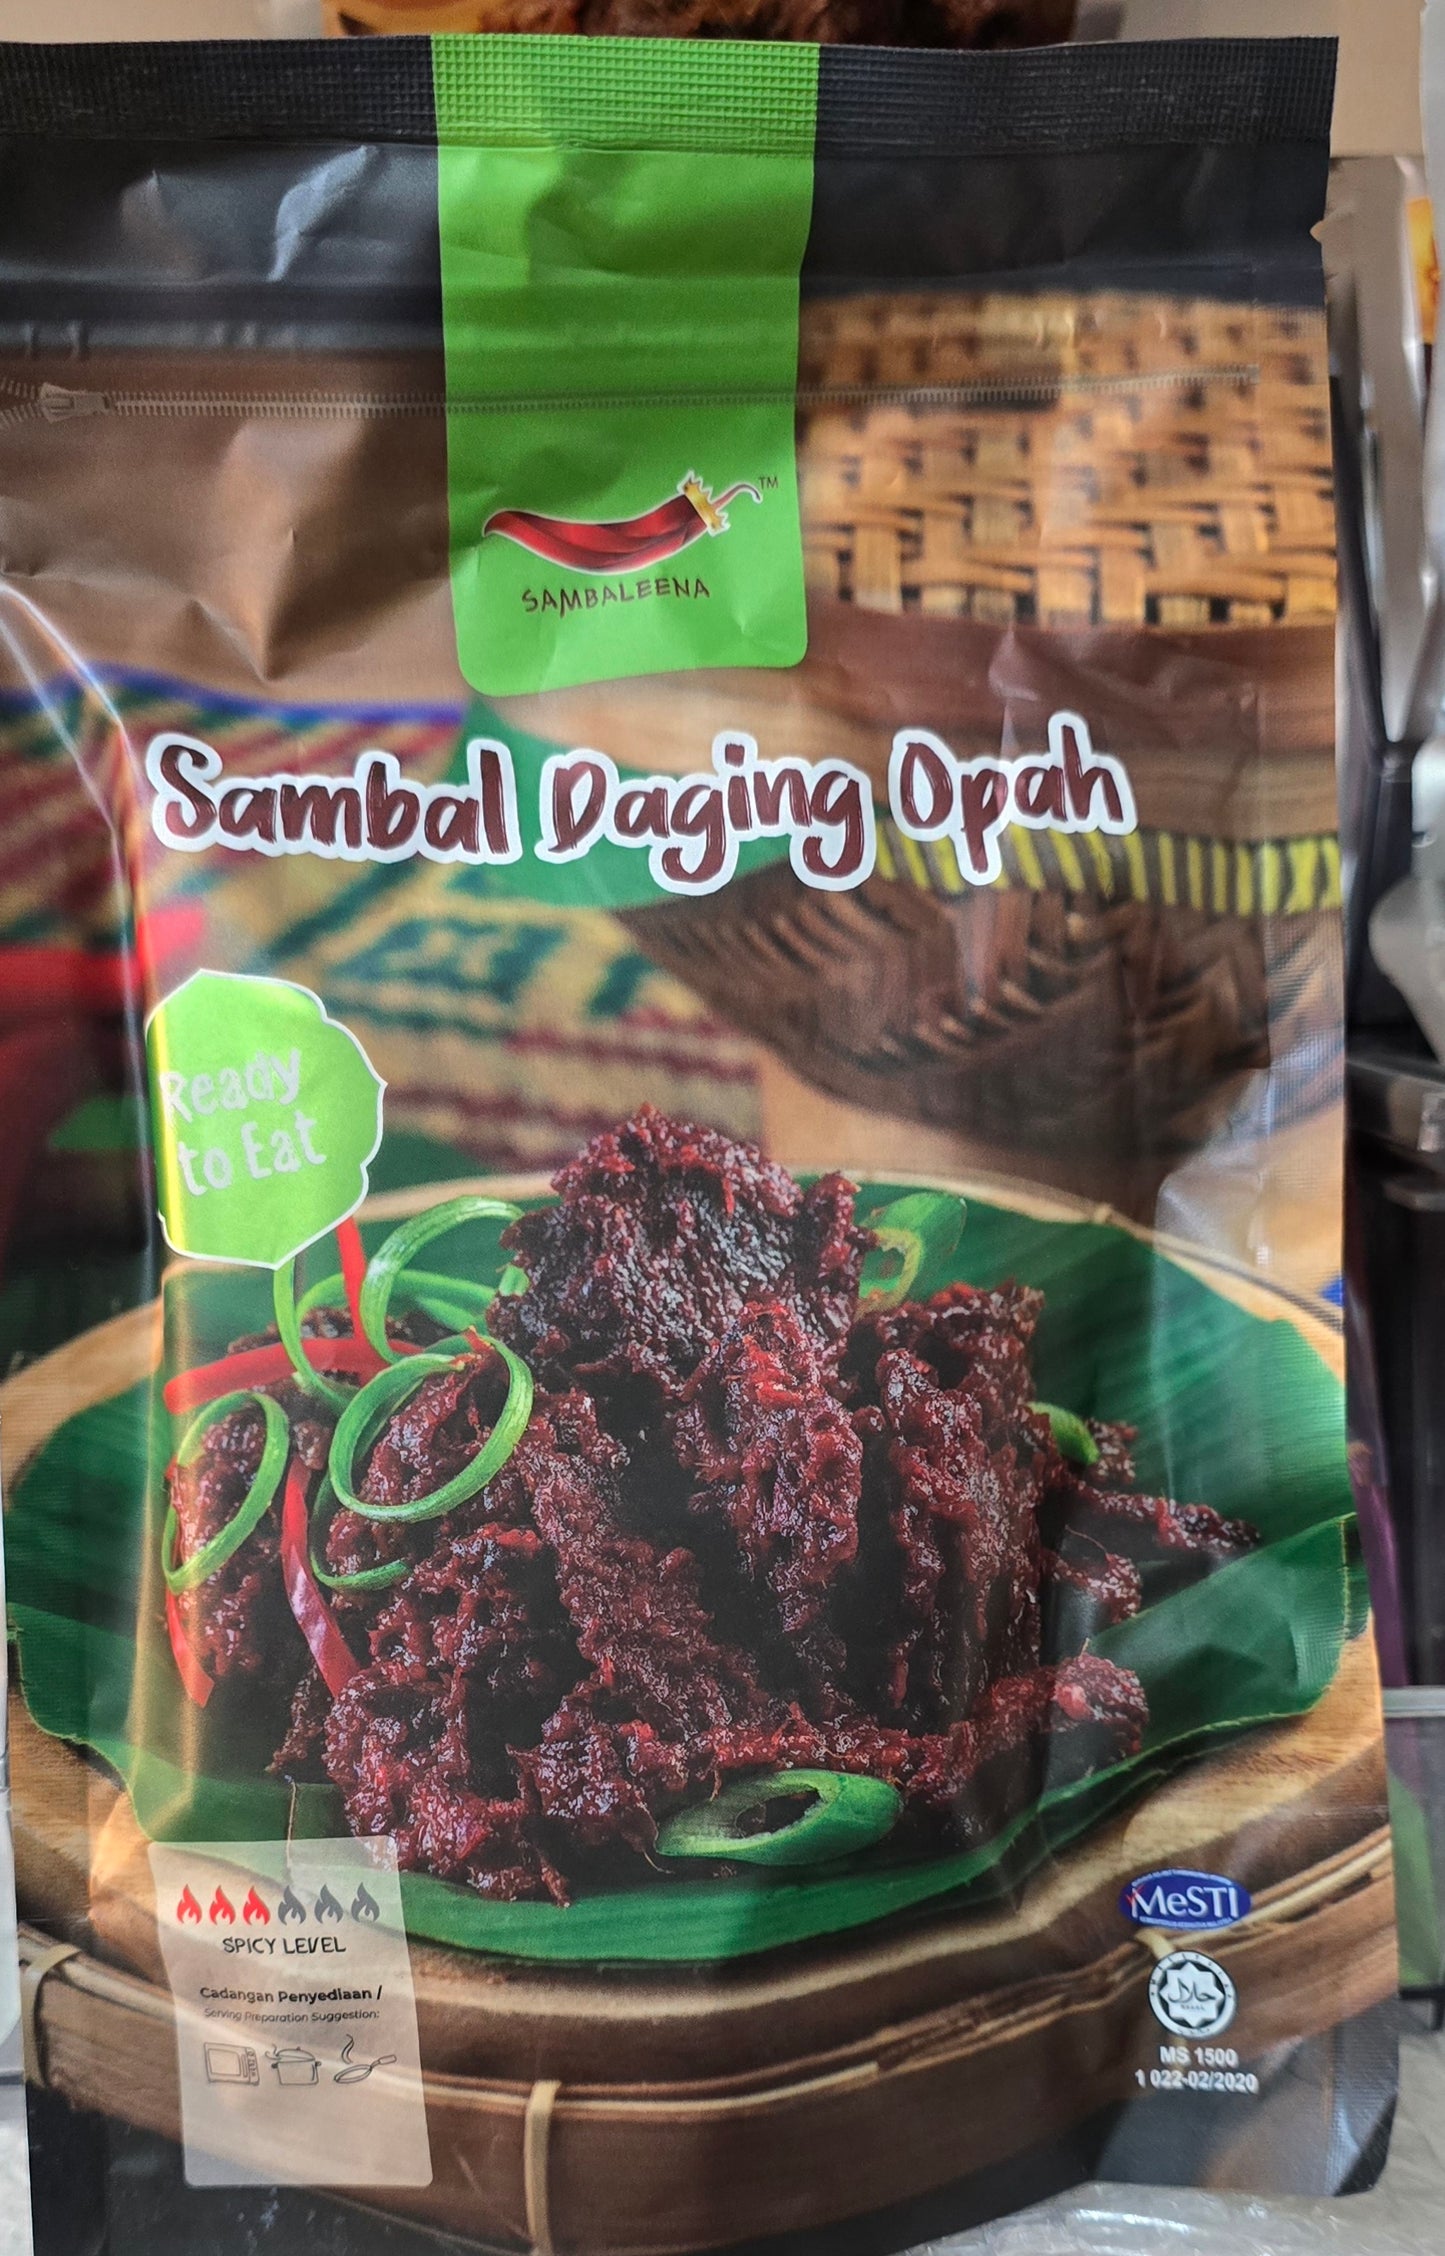 TM
SAMBALEENA
Sambal Daging Opah
Ready
to Eat
SPICY LEVEL
Cadangan Penyediaan /
Serving Preparation Suggestion:
MeSTI
حلال
MS 1500
1 022-02/2020